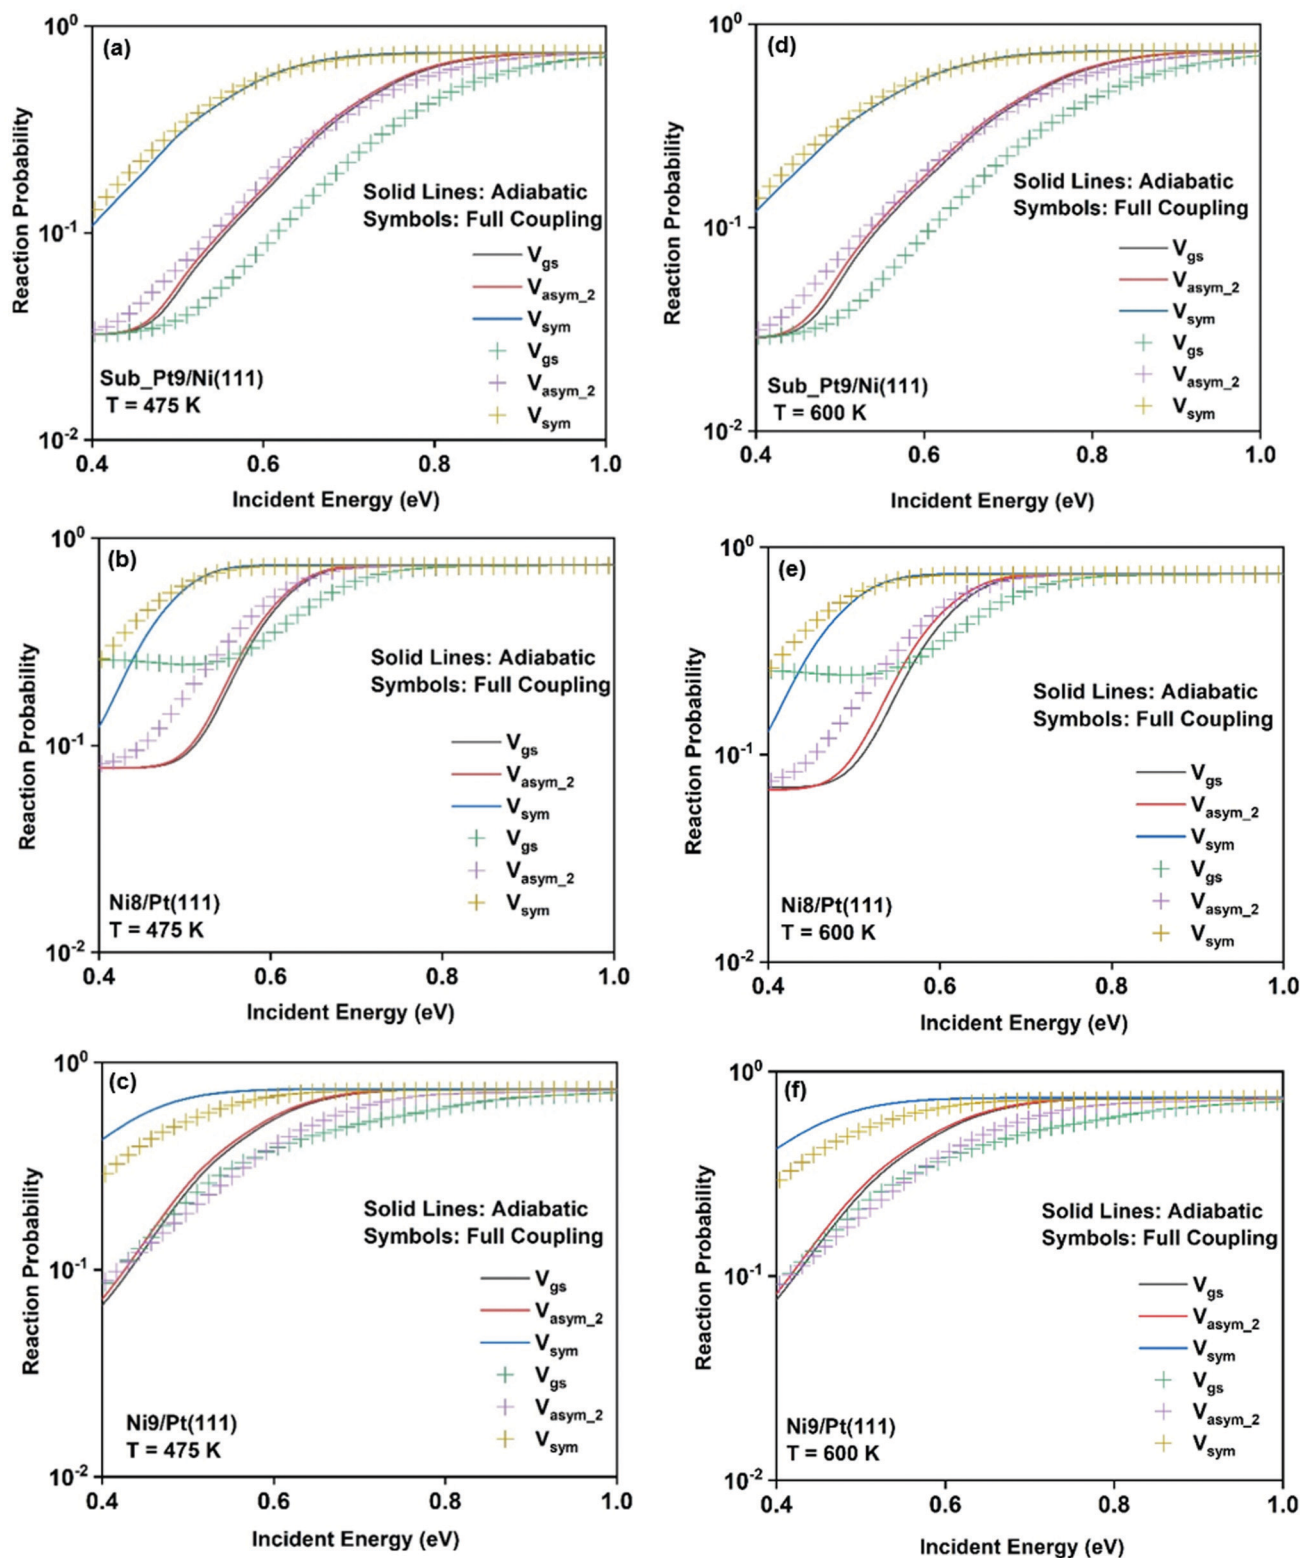 (a)
10⁰
10⁻¹
10⁻²
Reaction Probability
Solid Lines: Adiabatic
Symbols: Full Coupling
V_gs
V_asym_2
V_sym
V_gs
V_asym_2
V_sym
Sub_Pt9/Ni(111)
T = 475 K
0.4 0.6 0.8 1.0
Incident Energy (eV)
(d)
10⁰
10⁻¹
10⁻²
Reaction Probability
Solid Lines: Adiabatic
Symbols: Full Coupling
V_gs
V_asym_2
V_sym
V_gs
V_asym_2
V_sym
Sub_Pt9/Ni(111)
T = 600 K
0.4 0.6 0.8 1.0
Incident Energy (eV)
(b)
10⁰
10⁻¹
10⁻²
Reaction Probability
Solid Lines: Adiabatic
Symbols: Full Coupling
V_gs
V_asym_2
V_sym
V_gs
V_asym_2
V_sym
Ni8/Pt(111)
T = 475 K
0.4 0.6 0.8 1.0
Incident Energy (eV)
(e)
10⁰
10⁻¹
10⁻²
Reaction Probability
Solid Lines: Adiabatic
Symbols: Full Coupling
V_gs
V_asym_2
V_sym
V_gs
V_asym_2
V_sym
Ni8/Pt(111)
T = 600 K
0.4 0.6 0.8 1.0
Incident Energy (eV)
(c)
10⁰
10⁻¹
10⁻²
Reaction Probability
Solid Lines: Adiabatic
Symbols: Full Coupling
V_gs
V_asym_2
V_sym
V_gs
V_asym_2
V_sym
Ni9/Pt(111)
T = 475 K
0.4 0.6 0.8 1.0
Incident Energy (eV)
(f)
10⁰
10⁻¹
10⁻²
Reaction Probability
Solid Lines: Adiabatic
Symbols: Full Coupling
V_gs
V_asym_2
V_sym
V_gs
V_asym_2
V_sym
Ni9/Pt(111)
T = 600 K
0.4 0.6 0.8 1.0
Incident Energy (eV)